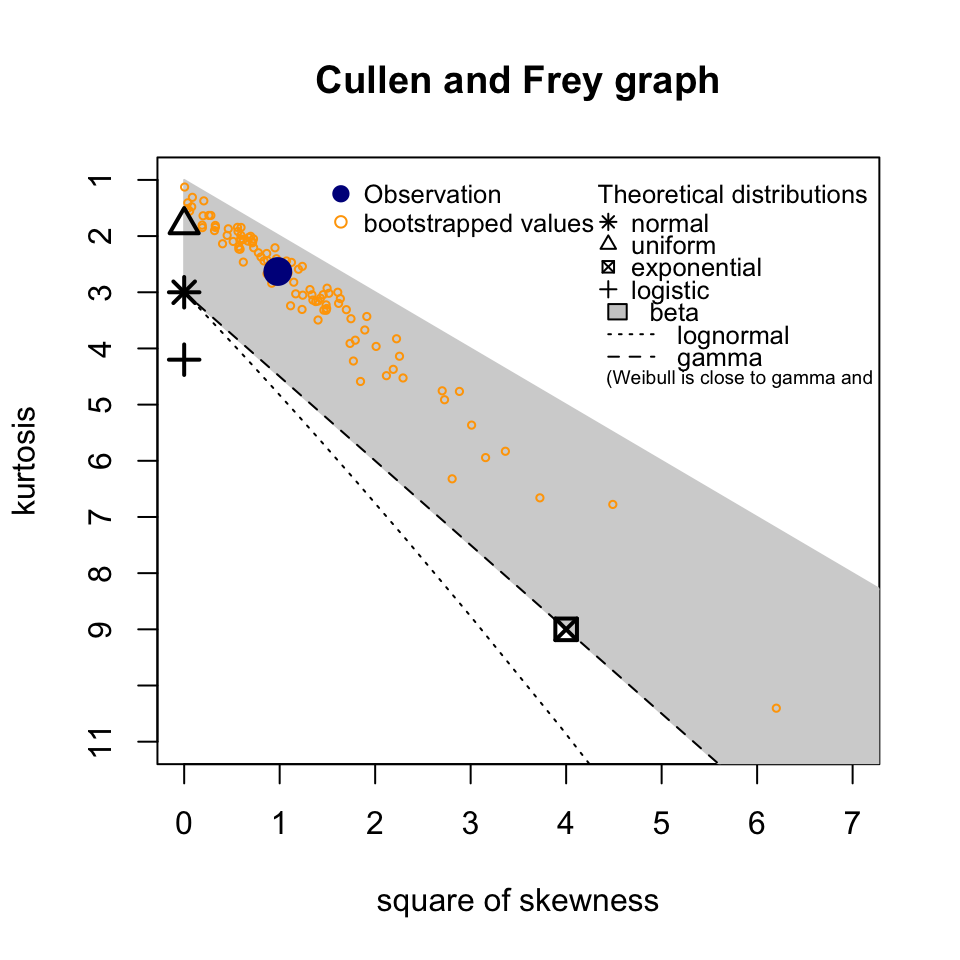 Cullen and Frey graph
Observation
bootstrapped values
Theoretical distributions
normal
uniform
exponential
logistic
beta
lognormal
gamma
(Weibull is close to gamma and
kurtosis
1
2
3
4
5
6
7
8
9
11
0 1 2 3 4 5 6 7
square of skewness